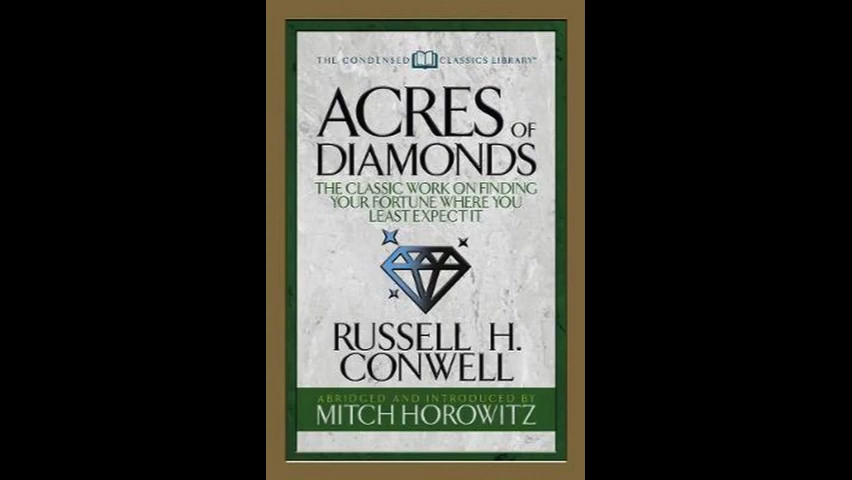 THE CONDENSED CLASSICS LIBRARY™
ACRES OF
DIAMONDS
THE CLASSIC WORK ON FINDING
YOUR FORTUNE WHERE YOU
LEAST EXPECT IT
RUSSELL H.
CONWELL
ABRIDGED AND INTRODUCED BY
MITCH HOROWITZ